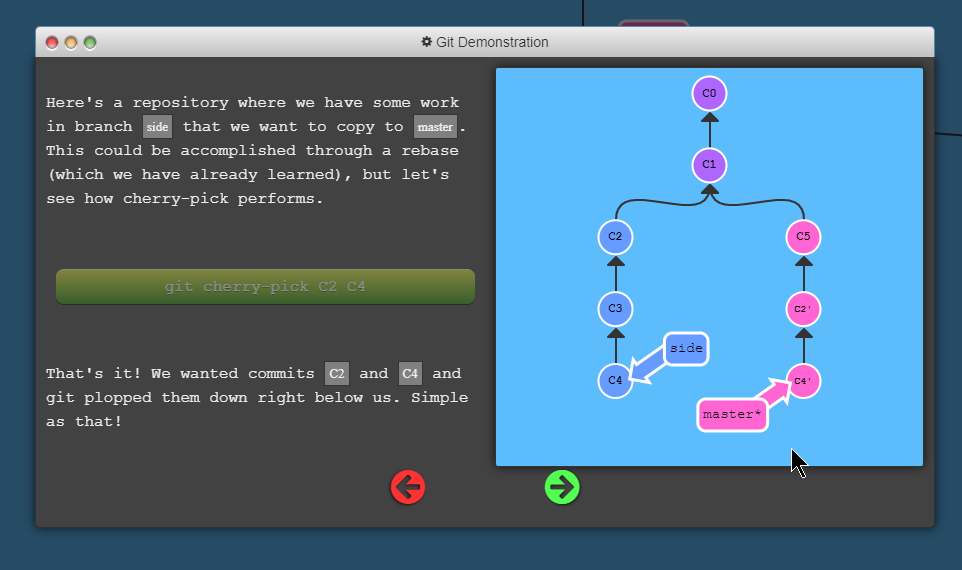 Git Demonstration
Here's a repository where we have some work
in branch side that we want to copy to master.
This could be accomplished through a rebase
(which we have already learned), but let's
see how cherry-pick performs.
git cherry-pick C2 C4
That's it! We wanted commits C2 and C4 and
git plopped them down right below us. Simple
as that!
C0
C1
C2
C5
C3
C2'
side
C4
C4'
master*